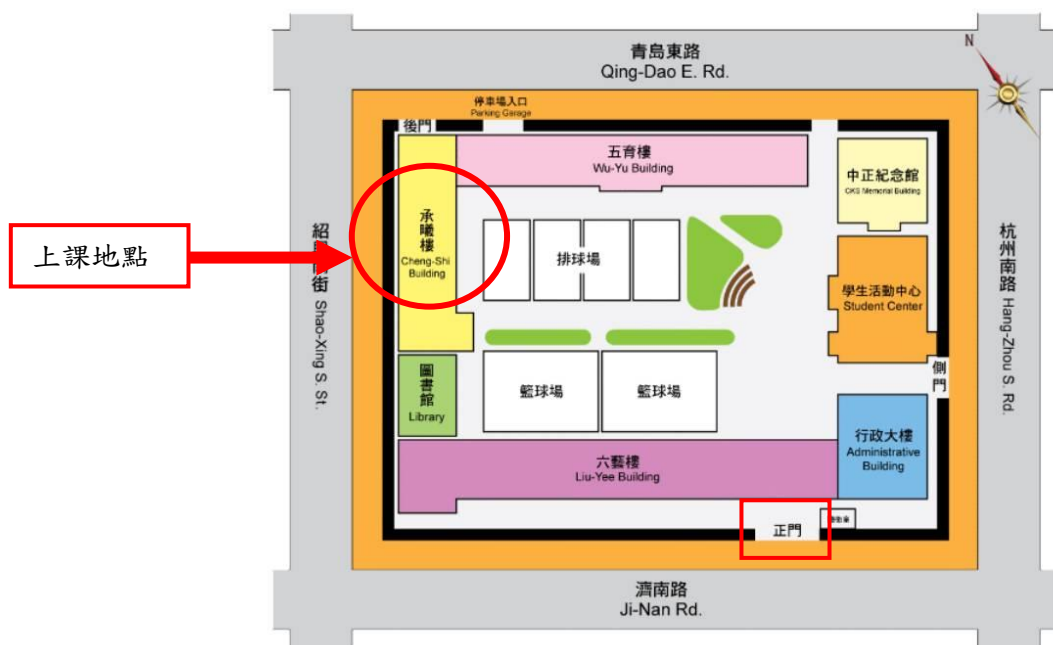 青島東路
Qing-Dao E. Rd.
N
停車場入口
Parking Garage
後門
五育樓
Wu-Yu Building
中正紀念館
CKS Memorial Building
承曦樓
Cheng-Shi
Building
上課地點
街 Shao-Xing S. St.
排球場
學生活動中心
Student Center
杭州南路 Hang-Zhou S. Rd.
側門
圖書館
Library
籃球場
籃球場
行政大樓
Administrative
Building
六藝樓
Liu-Yee Building
正門
濟南路
Ji-Nan Rd.